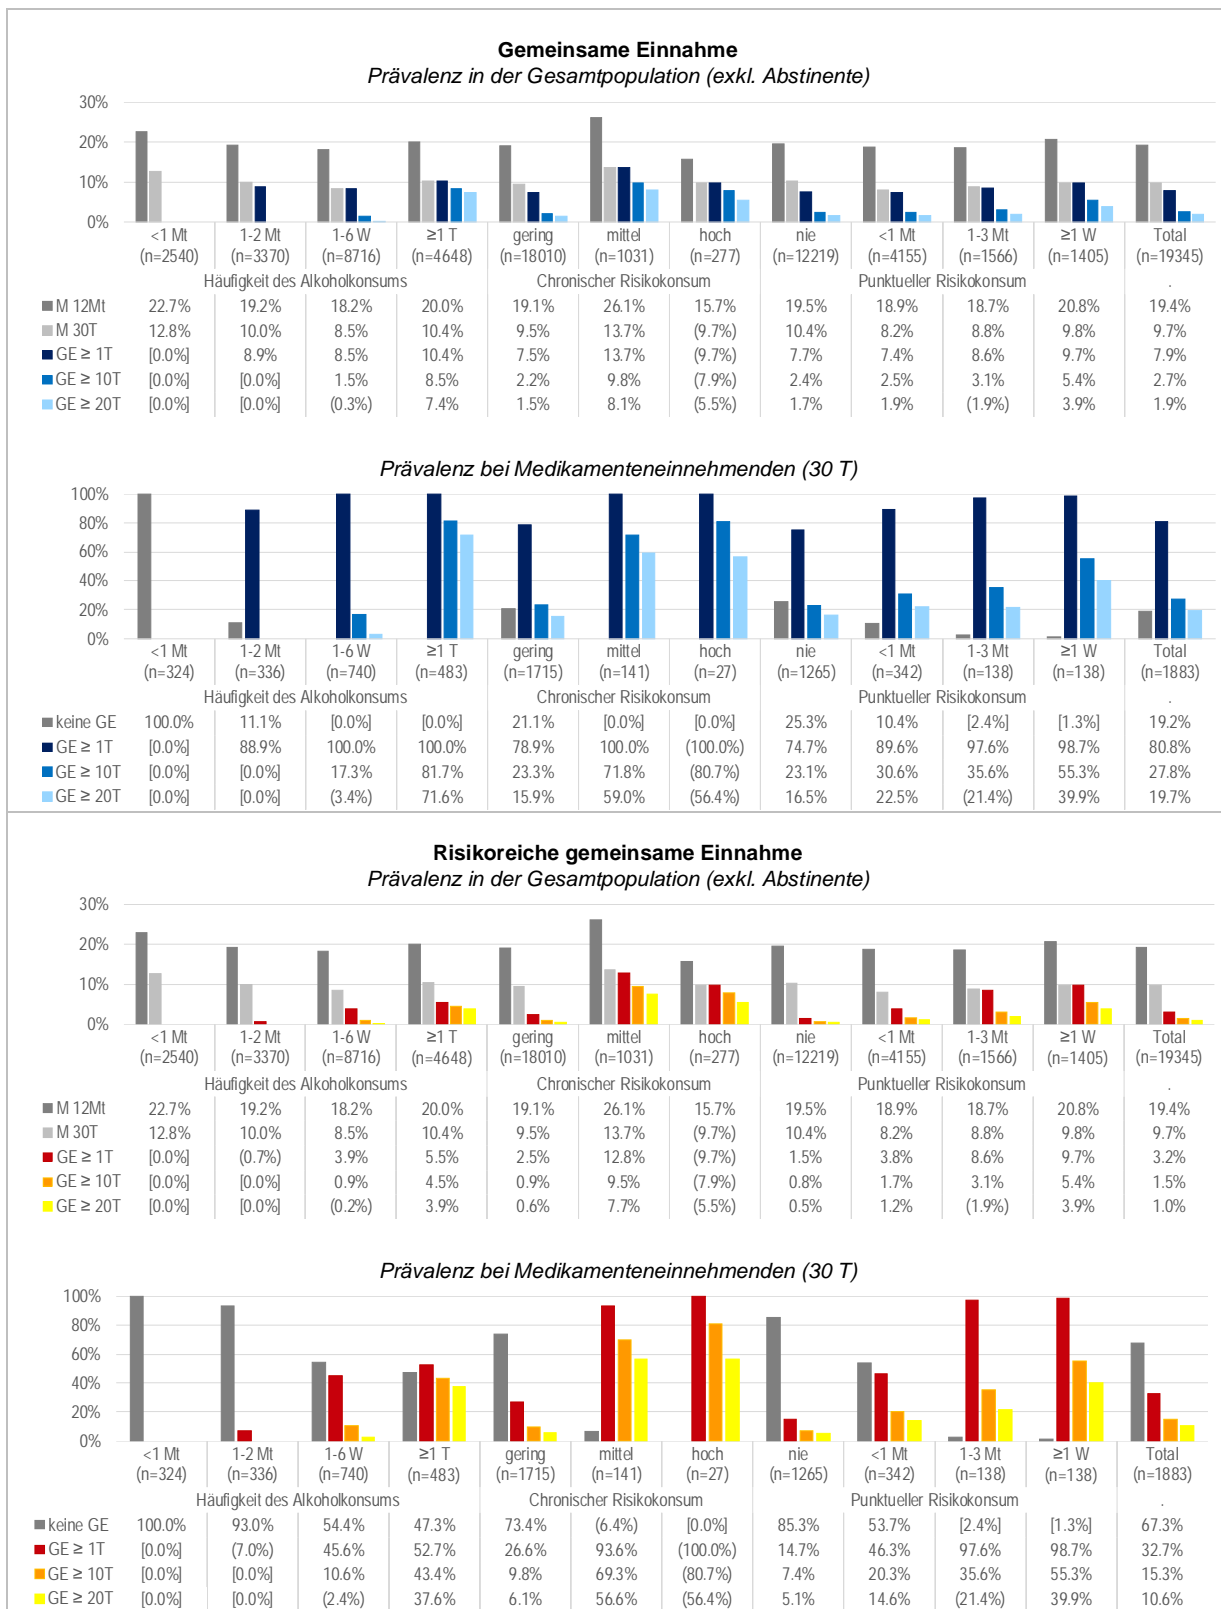 Gemeinsame Einnahme
Prävalenz in der Gesamtpopulation (exkl. Abstinente)
30%
20%
10%
0%
<1 Mt 1-2 Mt 1-6 W ≥1 T gering mittel hoch nie <1 Mt 1-3 Mt ≥1 W Total
(n=2540) (n=3370) (n=8716) (n=4648) (n=18010) (n=1031) (n=277) (n=12219) (n=4155) (n=1566) (n=1405) (n=19345)
Häufigkeit des Alkoholkonsums Chronischer Risikokonsum Punktueller Risikokonsum .
M 12Mt 22.7% 19.2% 18.2% 20.0% 19.1% 26.1% 15.7% 19.5% 18.9% 18.7% 20.8% 19.4%
M 30T 12.8% 10.0% 8.5% 10.4% 9.5% 13.7% (9.7%) 10.4% 8.2% 8.8% 9.8% 9.7%
GE ≥ 1T [0.0%] 8.9% 8.5% 10.4% 7.5% 13.7% (9.7%) 7.7% 7.4% 8.6% 9.7% 7.9%
GE ≥ 10T [0.0%] [0.0%] 1.5% 8.5% 2.2% 9.8% (7.9%) 2.4% 2.5% 3.1% 5.4% 2.7%
GE ≥ 20T [0.0%] [0.0%] (0.3%) 7.4% 1.5% 8.1% (5.5%) 1.7% 1.9% (1.9%) 3.9% 1.9%
Prävalenz bei Medikamenteneinnehmenden (30 T)
100%
80%
60%
40%
20%
0%
<1 Mt 1-2 Mt 1-6 W ≥1 T gering mittel hoch nie <1 Mt 1-3 Mt ≥1 W Total
(n=324) (n=336) (n=740) (n=483) (n=1715) (n=141) (n=27) (n=1265) (n=342) (n=138) (n=138) (n=1883)
Häufigkeit des Alkoholkonsums Chronischer Risikokonsum Punktueller Risikokonsum .
keine GE 100.0% 11.1% [0.0%] [0.0%] 21.1% [0.0%] [0.0%] 25.3% 10.4% [2.4%] [1.3%] 19.2%
GE ≥ 1T [0.0%] 88.9% 100.0% 100.0% 78.9% 100.0% (100.0%) 74.7% 89.6% 97.6% 98.7% 80.8%
GE ≥ 10T [0.0%] [0.0%] 17.3% 81.7% 23.3% 71.8% (80.7%) 23.1% 30.6% 35.6% 55.3% 27.8%
GE ≥ 20T [0.0%] [0.0%] (3.4%) 71.6% 15.9% 59.0% (56.4%) 16.5% 22.5% (21.4%) 39.9% 19.7%
Risikoreiche gemeinsame Einnahme
Prävalenz in der Gesamtpopulation (exkl. Abstinente)
30%
20%
10%
0%
<1 Mt 1-2 Mt 1-6 W ≥1 T gering mittel hoch nie <1 Mt 1-3 Mt ≥1 W Total
(n=2540) (n=3370) (n=8716) (n=4648) (n=18010) (n=1031) (n=277) (n=12219) (n=4155) (n=1566) (n=1405) (n=19345)
Häufigkeit des Alkoholkonsums Chronischer Risikokonsum Punktueller Risikokonsum .
M 12Mt 22.7% 19.2% 18.2% 20.0% 19.1% 26.1% 15.7% 19.5% 18.9% 18.7% 20.8% 19.4%
M 30T 12.8% 10.0% 8.5% 10.4% 9.5% 13.7% (9.7%) 10.4% 8.2% 8.8% 9.8% 9.7%
GE ≥ 1T [0.0%] (0.7%) 3.9% 5.5% 2.5% 12.8% (9.7%) 1.5% 3.8% 8.6% 9.7% 3.2%
GE ≥ 10T [0.0%] [0.0%] 0.9% 4.5% 0.9% 9.5% (7.9%) 0.8% 1.7% 3.1% 5.4% 1.5%
GE ≥ 20T [0.0%] [0.0%] (0.2%) 3.9% 0.6% 7.7% (5.5%) 0.5% 1.2% (1.9%) 3.9% 1.0%
Prävalenz bei Medikamenteneinnehmenden (30 T)
100%
80%
60%
40%
20%
0%
<1 Mt 1-2 Mt 1-6 W ≥1 T gering mittel hoch nie <1 Mt 1-3 Mt ≥1 W Total
(n=324) (n=336) (n=740) (n=483) (n=1715) (n=141) (n=27) (n=1265) (n=342) (n=138) (n=138) (n=1883)
Häufigkeit des Alkoholkonsums Chronischer Risikokonsum Punktueller Risikokonsum .
keine GE 100.0% 93.0% 54.4% 47.3% 73.4% (6.4%) [0.0%] 85.3% 53.7% [2.4%] [1.3%] 67.3%
GE ≥ 1T [0.0%] (7.0%) 45.6% 52.7% 26.6% 93.6% (100.0%) 14.7% 46.3% 97.6% 98.7% 32.7%
GE ≥ 10T [0.0%] [0.0%] 10.6% 43.4% 9.8% 69.3% (80.7%) 7.4% 20.3% 35.6% 55.3% 15.3%
GE ≥ 20T [0.0%] [0.0%] (2.4%) 37.6% 6.1% 56.6% (56.4%) 5.1% 14.6% (21.4%) 39.9% 10.6%